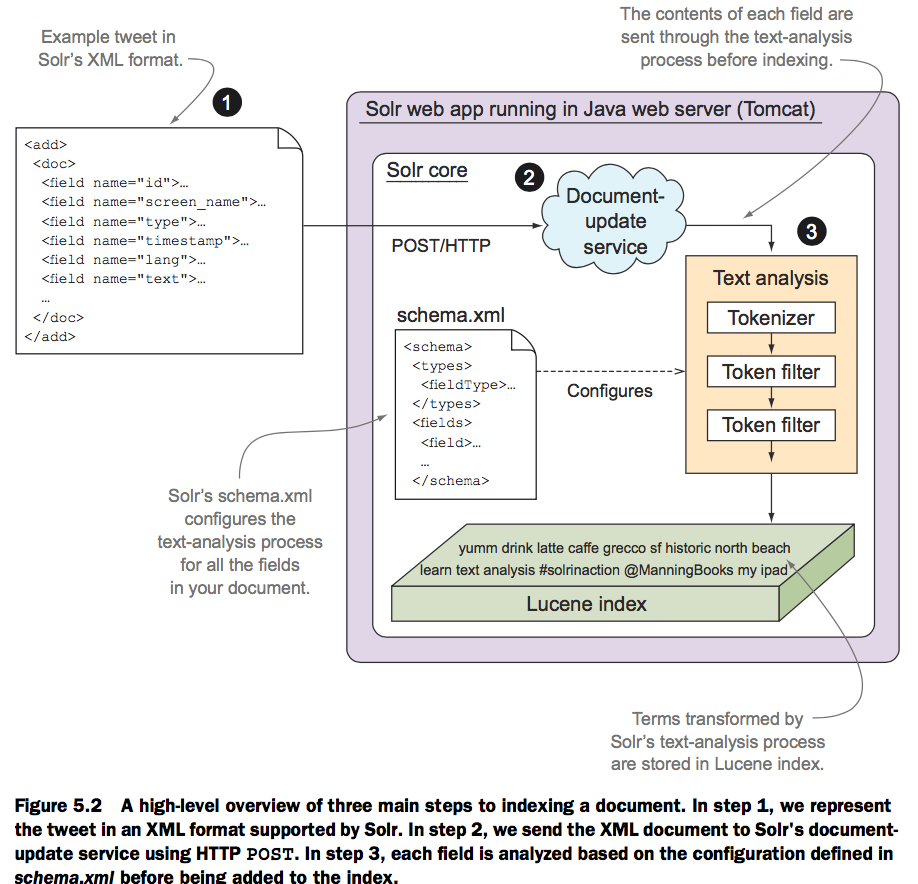 Example tweet in
Solr's XML format.
1
<add>
<doc>
<field name="id">…
<field name="screen_name">…
<field name="type">…
<field name="timestamp">…
<field name="lang">…
<field name="text">…
…
</doc>
</add>
The contents of each field are
sent through the text-analysis
process before indexing.
Solr web app running in Java web server (Tomcat)
Solr core
2
Document-
update
service
POST/HTTP
3
Text analysis
Tokenizer
Token filter
Token filter
schema.xml
<schema>
<types>
<fieldType>…
</types>
<fields>
<field>…
…
</schema>
Configures
Solr's schema.xml
configures the
text-analysis process
for all the fields
in your document.
yumm drink latte caffe grecco sf historic north beach
learn text analysis #solrinaction @ManningBooks my ipad
Lucene index
Terms transformed by
Solr's text-analysis process
are stored in Lucene index.
Figure 5.2 A high-level overview of three main steps to indexing a document. In step 1, we represent
the tweet in an XML format supported by Solr. In step 2, we send the XML document to Solr's document-
update service using HTTP POST. In step 3, each field is analyzed based on the configuration defined in
schema.xml before being added to the index.